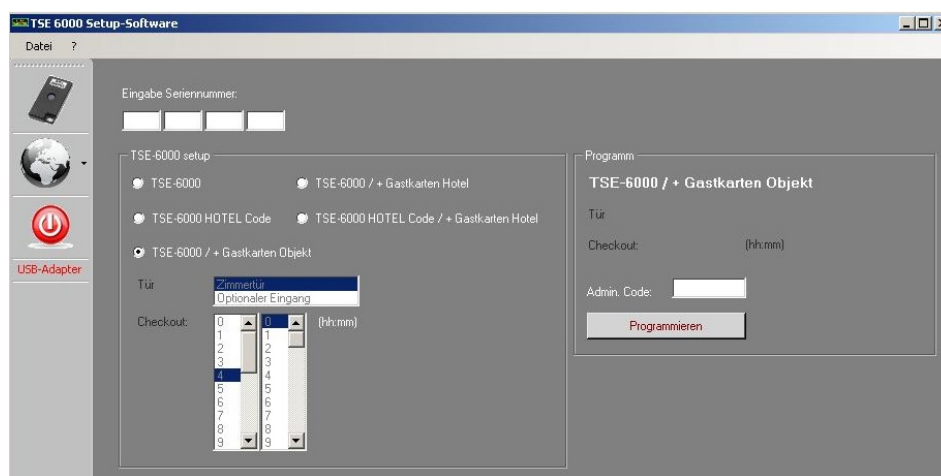 TSE 6000 Setup-Software
Datei ?
Eingabe Seriennummer:
TSE-6000 setup
TSE-6000
TSE-6000 / + Gastkarten Hotel
TSE-6000 HOTEL Code
TSE-6000 HOTEL Code / + Gastkarten Hotel
TSE-6000 / + Gastkarten Objekt
USB-Adapter
Tür
Zimmertür
Optionaler Eingang
Checkout:
0 0 (hh:mm)
1 1
2 2
3 3
4 4
5 5
6 6
7 7
8 8
9 9
Programm
TSE-6000 / + Gastkarten Objekt
Tür
Checkout: (hh:mm)
Admin. Code:
Programmieren